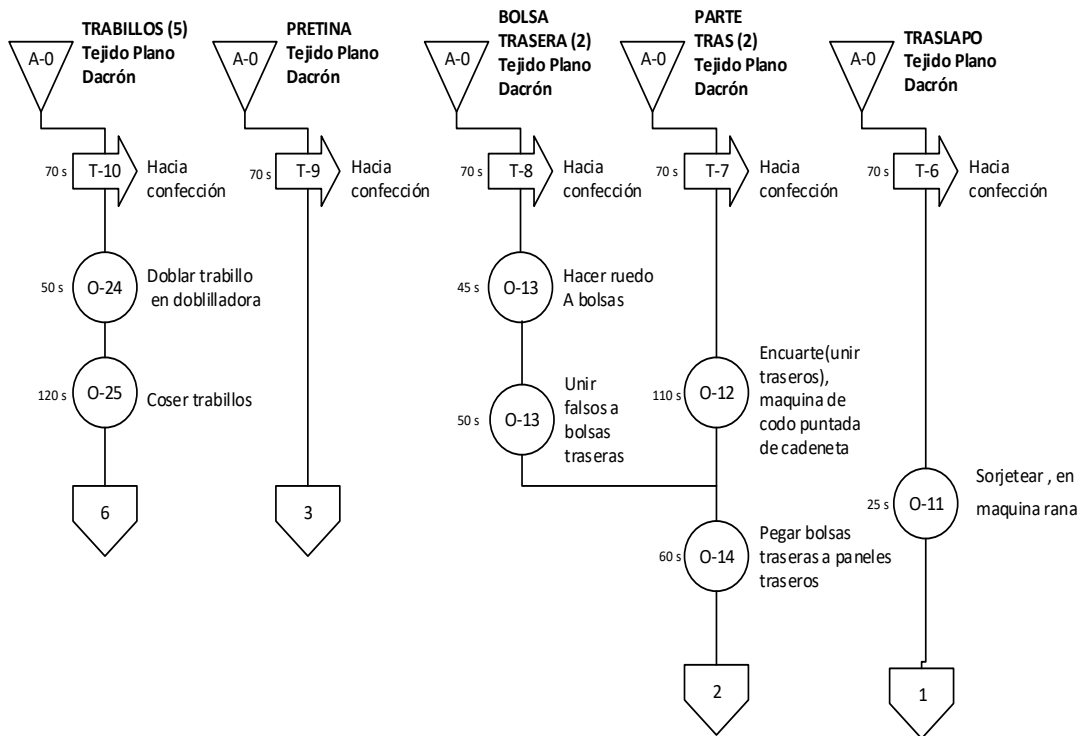 TRABILLOS (5)
Tejido Plano
Dacrón
A-0
70 s
T-10
Hacia
confección
50 s
O-24
Doblar trabillo
en doblilladora
120 s
O-25
Coser trabillos
6
PRETINA
Tejido Plano
Dacrón
A-0
70 s
T-9
Hacia
confección
3
BOLSA
TRASERA (2)
Tejido Plano
Dacrón
A-0
70 s
T-8
Hacia
confección
45 s
O-13
Hacer ruedo
A bolsas
50 s
O-13
Unir
falsos a
bolsas
traseras
PARTE
TRAS (2)
Tejido Plano
Dacrón
A-0
70 s
T-7
Hacia
confección
110 s
O-12
Encuarte(unir
traseros),
maquina de
codo puntada
de cadeneta
60 s
O-14
Pegar bolsas
traseras a paneles
traseros
2
TRASLAPO
Tejido Plano
Dacrón
A-0
70 s
T-6
Hacia
confección
25 s
O-11
Sorjetear , en
maquina rana
1